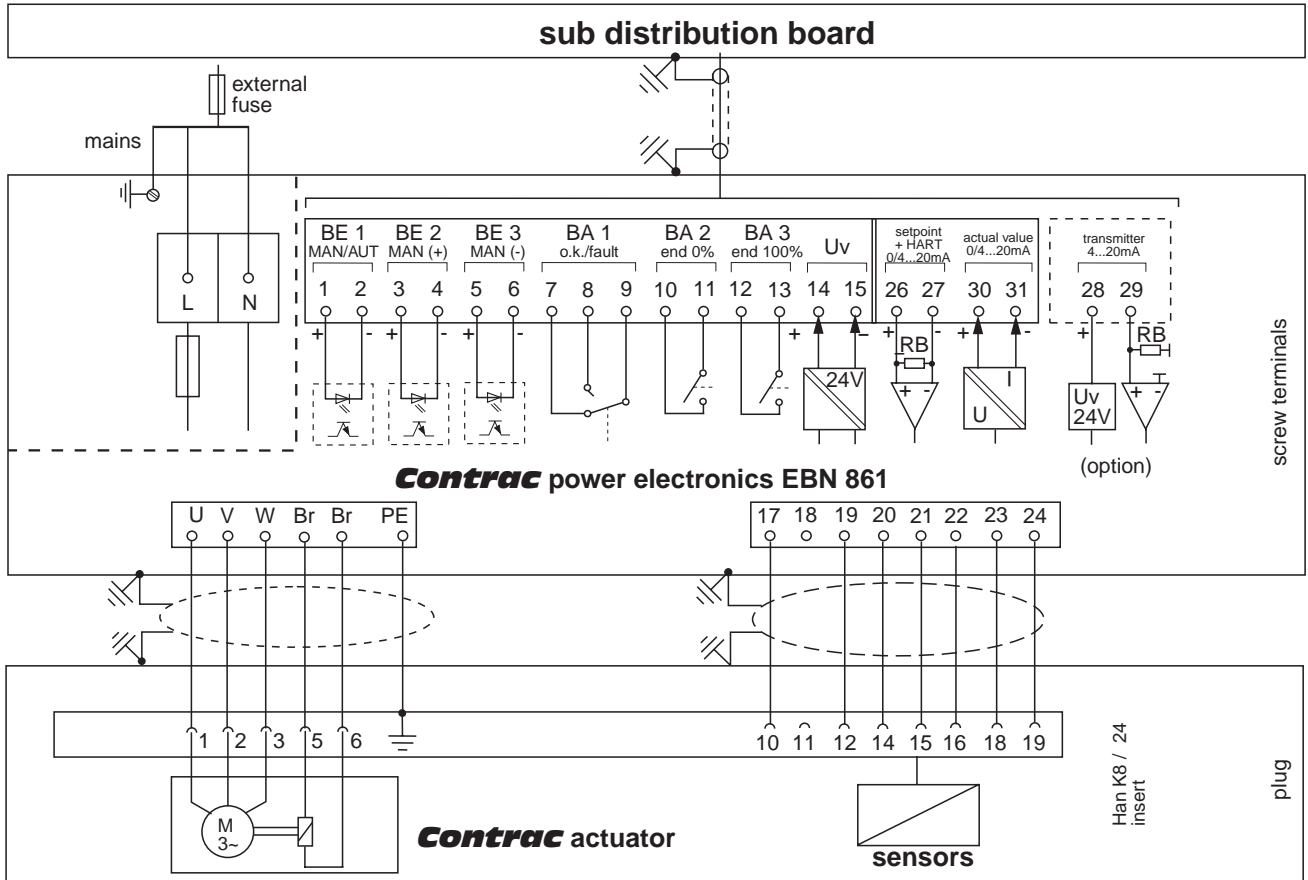 sub distribution board
external
fuse
mains
BE 1 BE 2 BE 3 BA 1 BA 2 BA 3 Uv
MAN/AUT MAN (+) MAN (-) o.k./fault end 0% end 100%
setpoint
+ HART
0/4...20mA
actual value
0/4...20mA
transmitter
4...20mA
1 2 3 4 5 6 7 8 9 10 11 12 13 14 15 26 27 30 31 28 29
L N
+ - + - + - + - + - + - +
RB RB
24V
+ -
I
U
Uv
24V
+ -
(option)
screw terminals
Contrac power electronics EBN 861
U V W Br Br PE
17 18 19 20 21 22 23 24
1 2 3 5 6
10 11 12 14 15 16 18 19
Han K8 / 24
insert
plug
M
3~
Contrac actuator
sensors